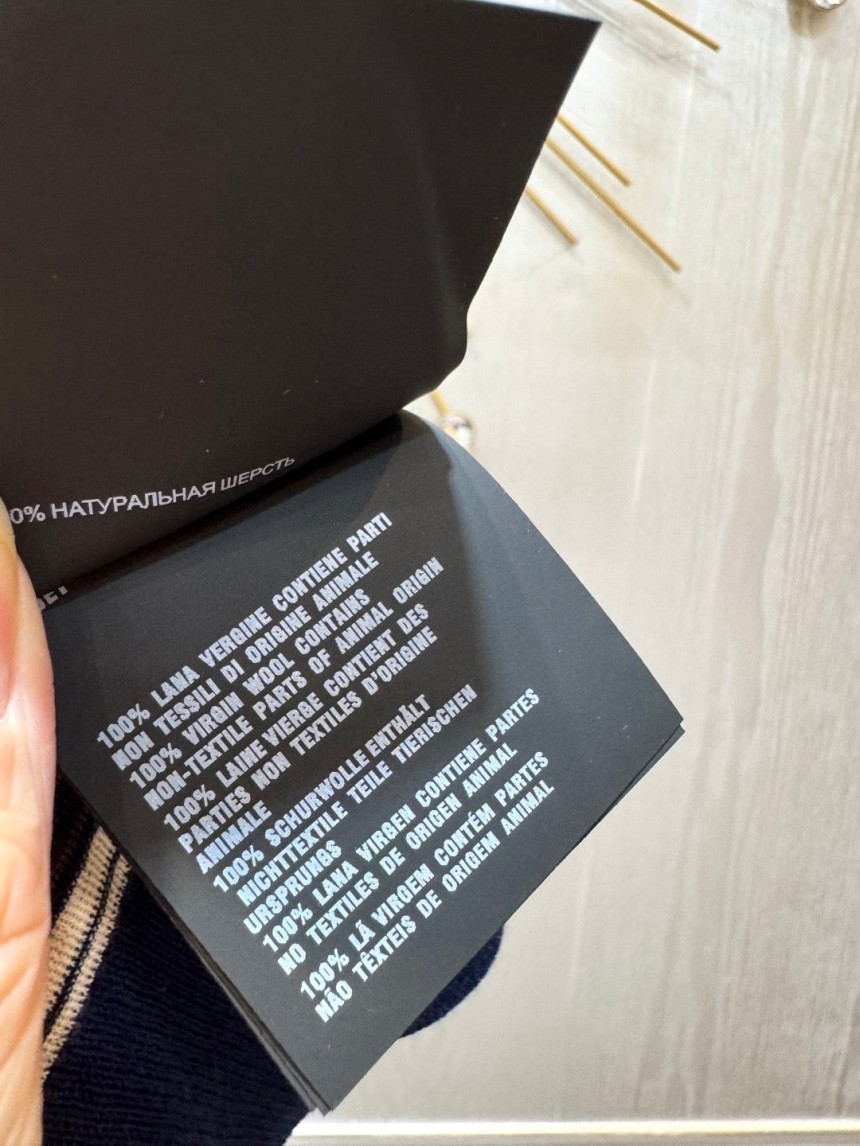 0% НАТУРАЛЬНАЯ ШЕРСТЬ
100% LANA VERGINE CONTIENE PARTI
NON TESSILI DI ORIGINE ANIMALE
100% VIRGIN WOOL CONTAINS
NON-TEXTILE PARTS OF ANIMAL ORIGIN
100% LAINE VIERGE CONTIENT DES
PARTIES NON TEXTILES D'ORIGINE
ANIMALE
100% SCHURWOLLE ENTHÄLT
NICHTTEXTILE TEILE TIERISCHEN
URSPRUNGS
100% LANA VIRGEN CONTIENE PARTES
NO TEXTILES DE ORIGEN ANIMAL
100% LÃ VIRGEM CONTÉM PARTES
NÃO TÊXTEIS DE ORIGEM ANIMAL